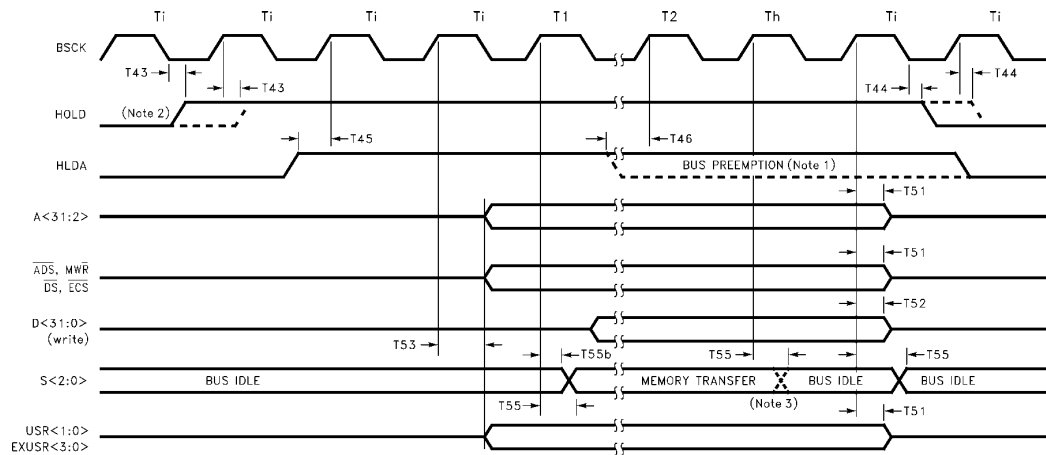 Ti Ti Ti Ti T1 T2 Th Ti Ti
BSCK
T43 T43 T44 T44
HOLD (Note 2)
T45 T46
HLDA BUS PREEMPTION (Note 1)
T51
A<31:2>
T51
ADS, MWR
DS, ECS
T52
D<31:0>
(write)
T53 T55b T55 T55
S<2:0> BUS IDLE MEMORY TRANSFER BUS IDLE BUS IDLE
(Note 3)
T55 T51
USR<1:0>
EXUSR<3:0>